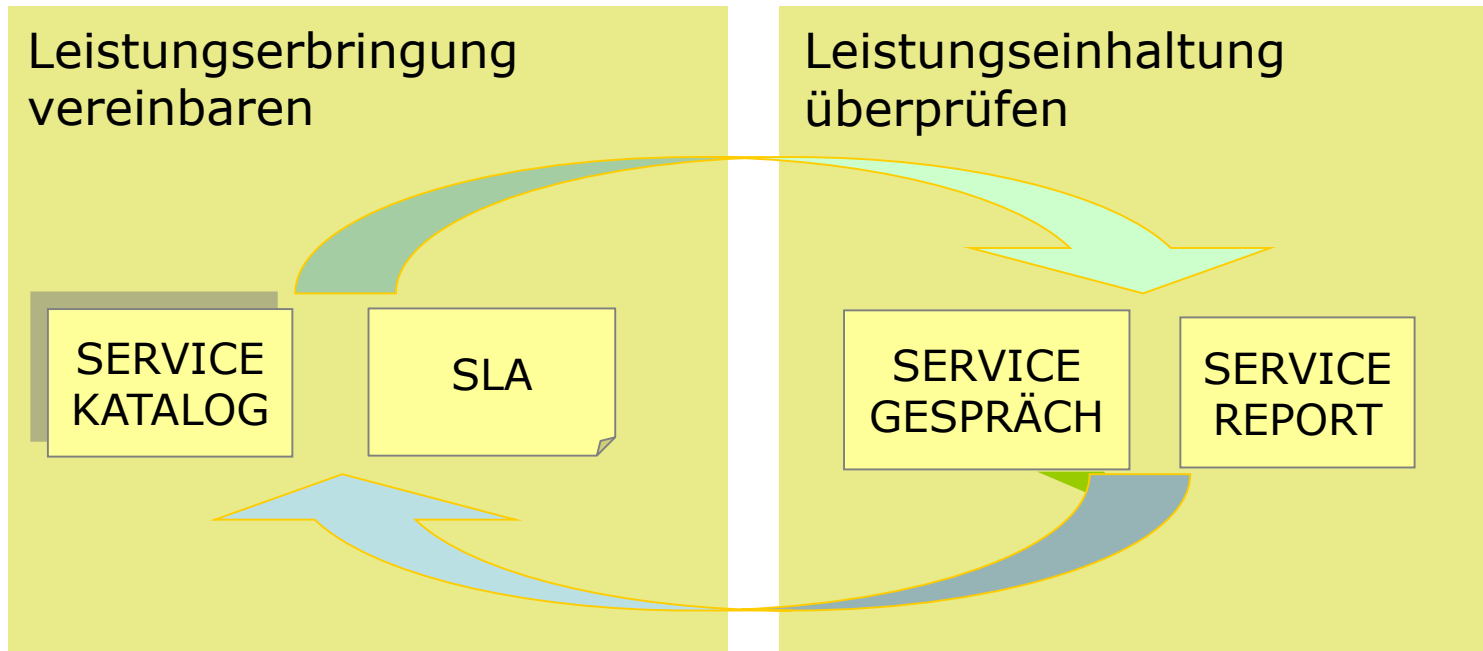 Leistungserbringung
vereinbaren
Leistungseinhaltung
überprüfen
SERVICE
KATALOG
SLA
SERVICE
GESPRÄCH
SERVICE
REPORT